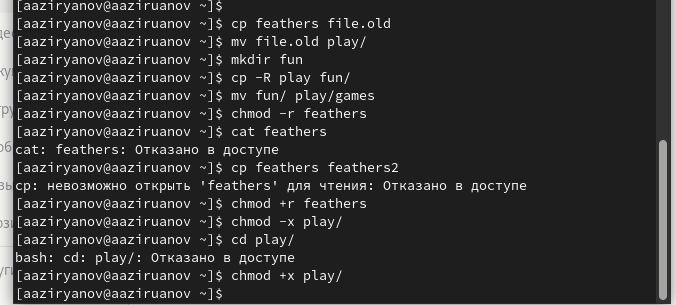 [aaziryanov@aaziruanov ~]$
[aaziryanov@aaziruanov ~]$ cp feathers file.old
[aaziryanov@aaziruanov ~]$ mv file.old play/
[aaziryanov@aaziruanov ~]$ mkdir fun
[aaziryanov@aaziruanov ~]$ cp -R play fun/
[aaziryanov@aaziruanov ~]$ mv fun/ play/games
[aaziryanov@aaziruanov ~]$ chmod -r feathers
[aaziryanov@aaziruanov ~]$ cat feathers
cat: feathers: Отказано в доступе
[aaziryanov@aaziruanov ~]$ cp feathers feathers2
cp: невозможно открыть 'feathers' для чтения: Отказано в доступе
[aaziryanov@aaziruanov ~]$ chmod +r feathers
[aaziryanov@aaziruanov ~]$ chmod -x play/
[aaziryanov@aaziruanov ~]$ cd play/
bash: cd: play/: Отказано в доступе
[aaziryanov@aaziruanov ~]$ chmod +x play/
[aaziryanov@aaziruanov ~]$